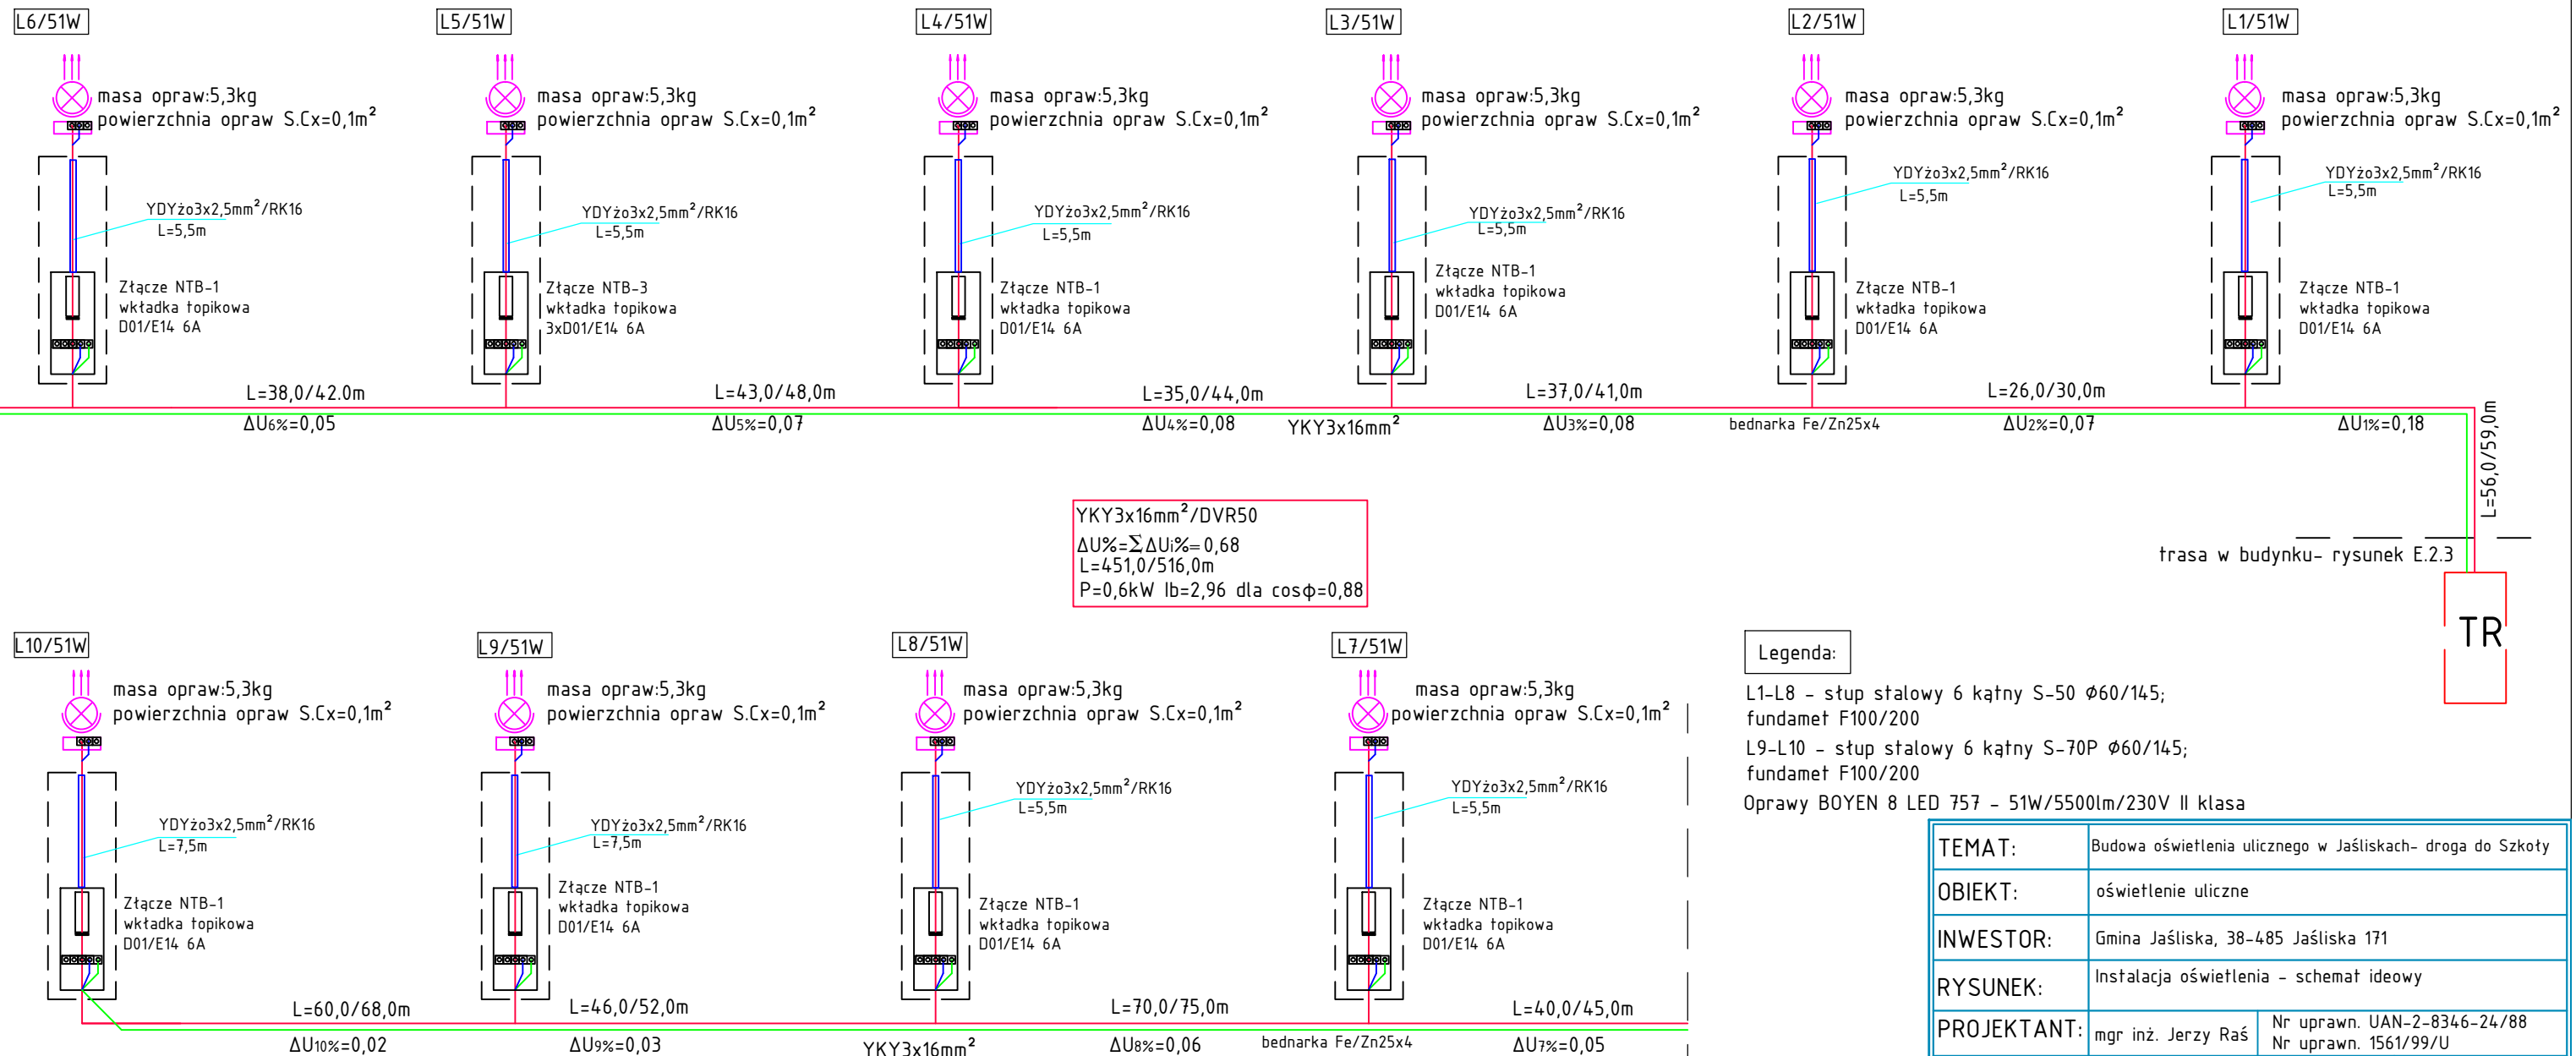 L6/51W
L5/51W
L4/51W
L3/51W
L2/51W
L1/51W
masa opraw:5,3kg
powierzchnia opraw S.Cx=0,1m²
masa opraw:5,3kg
powierzchnia opraw S.Cx=0,1m²
masa opraw:5,3kg
powierzchnia opraw S.Cx=0,1m²
masa opraw:5,3kg
powierzchnia opraw S.Cx=0,1m²
masa opraw:5,3kg
powierzchnia opraw S.Cx=0,1m²
masa opraw:5,3kg
powierzchnia opraw S.Cx=0,1m²
YDYżo3x2,5mm²/RK16
L=5,5m
YDYżo3x2,5mm²/RK16
L=5,5m
YDYżo3x2,5mm²/RK16
L=5,5m
YDYżo3x2,5mm²/RK16
L=5,5m
YDYżo3x2,5mm²/RK16
L=5,5m
YDYżo3x2,5mm²/RK16
L=5,5m
Złącze NTB-1
wkładka topikowa
D01/E14 6A
Złącze NTB-3
wkładka topikowa
3xD01/E14 6A
Złącze NTB-1
wkładka topikowa
D01/E14 6A
Złącze NTB-1
wkładka topikowa
D01/E14 6A
Złącze NTB-1
wkładka topikowa
D01/E14 6A
Złącze NTB-1
wkładka topikowa
D01/E14 6A
L=38,0/42.0m
L=43,0/48,0m
L=35,0/44,0m
L=37,0/41,0m
L=26,0/30,0m
L=56,0/59,0m
ΔU6%=0,05
ΔU5%=0,07
ΔU4%=0,08
YKY3x16mm²
ΔU3%=0,08
bednarka Fe/Zn25x4
ΔU2%=0,07
ΔU1%=0,18
YKY3x16mm²/DVR50
ΔU%=∑ΔUi%=0,68
L=451,0/516,0m
P=0,6kW Ib=2,96 dla cosφ=0,88
trasa w budynku- rysunek E.2.3
TR
L10/51W
L9/51W
L8/51W
L7/51W
masa opraw:5,3kg
powierzchnia opraw S.Cx=0,1m²
masa opraw:5,3kg
powierzchnia opraw S.Cx=0,1m²
masa opraw:5,3kg
powierzchnia opraw S.Cx=0,1m²
masa opraw:5,3kg
powierzchnia opraw S.Cx=0,1m²
YDYżo3x2,5mm²/RK16
L=7,5m
YDYżo3x2,5mm²/RK16
L=7,5m
YDYżo3x2,5mm²/RK16
L=5,5m
YDYżo3x2,5mm²/RK16
L=5,5m
Złącze NTB-1
wkładka topikowa
D01/E14 6A
Złącze NTB-1
wkładka topikowa
D01/E14 6A
Złącze NTB-1
wkładka topikowa
D01/E14 6A
Złącze NTB-1
wkładka topikowa
D01/E14 6A
L=60,0/68,0m
L=46,0/52,0m
L=70,0/75,0m
L=40,0/45,0m
ΔU10%=0,02
ΔU9%=0,03
YKY3x16mm²
ΔU8%=0,06
bednarka Fe/Zn25x4
ΔU7%=0,05
Legenda:
L1-L8 - słup stalowy 6 kątny S-50 Ø60/145;
fundamet F100/200
L9-L10 - słup stalowy 6 kątny S-70P Ø60/145;
fundamet F100/200
Oprawy BOYEN 8 LED 757 - 51W/5500lm/230V II klasa
TEMAT: Budowa oświetlenia ulicznego w Jaśliskach- droga do Szkoły
OBIEKT: oświetlenie uliczne
INWESTOR: Gmina Jaśliska, 38-485 Jaśliska 171
RYSUNEK: Instalacja oświetlenia - schemat ideowy
PROJEKTANT: mgr inż. Jerzy Raś
Nr uprawn. UAN-2-8346-24/88
Nr uprawn. 1561/99/U